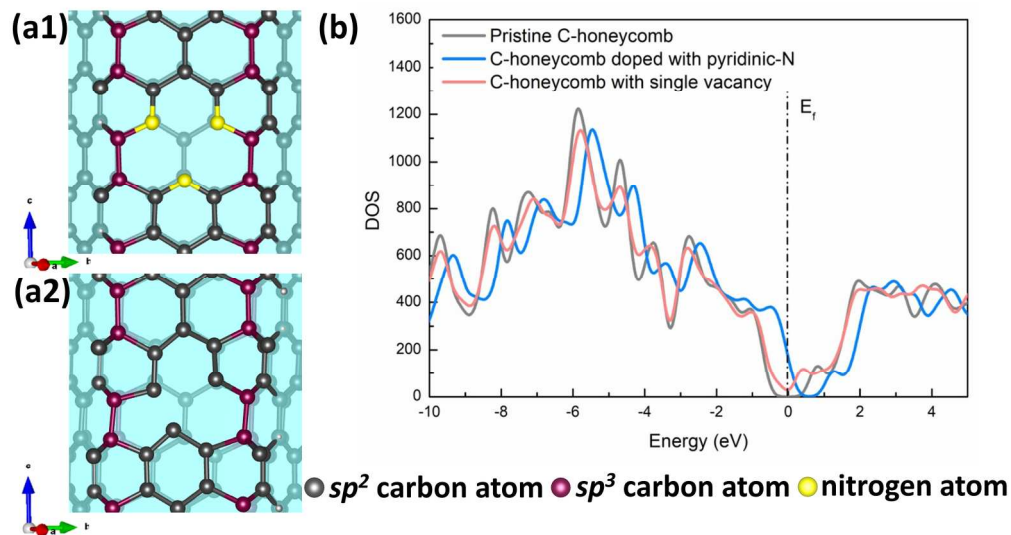 (a1)
c
a
b
(a2)
c
a
b
(b)
1600
1400
1200
1000
800
600
400
200
0
DOS
Pristine C-honeycomb
C-honeycomb doped with pyridinic-N
C-honeycomb with single vacancy
E_f
-10 -8 -6 -4 -2 0 2 4
Energy (eV)
sp² carbon atom sp³ carbon atom nitrogen atom